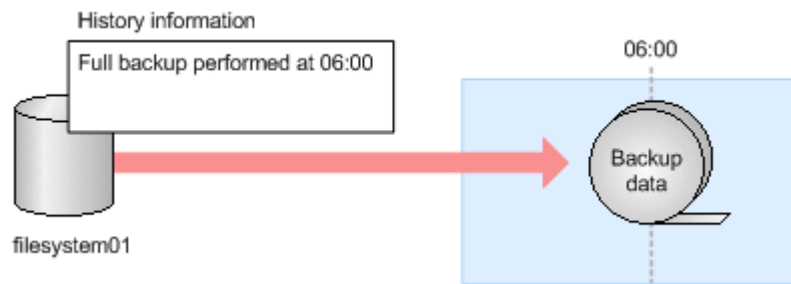 History information
Full backup performed at 06:00
06:00
Backup
data
filesystem01